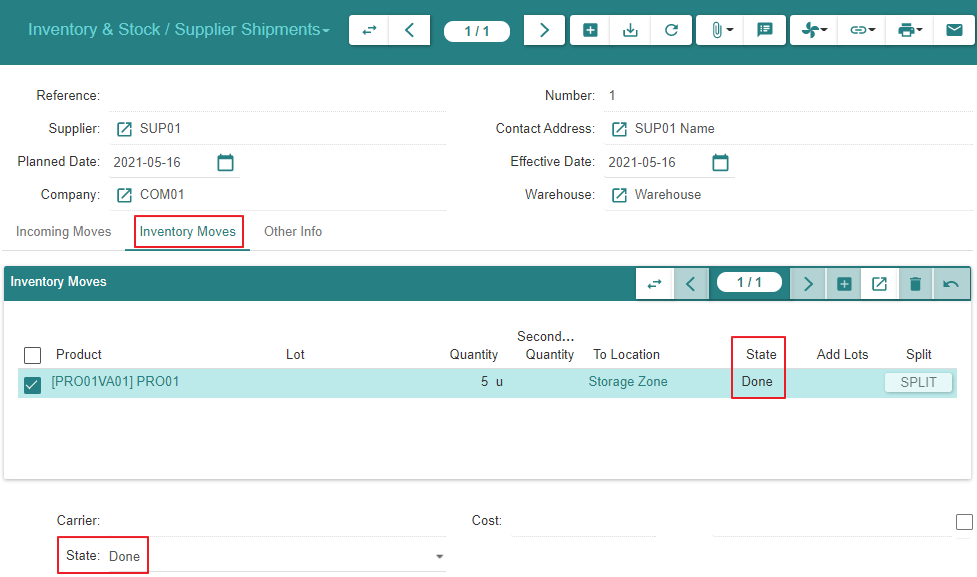 Inventory & Stock / Supplier Shipments
1 / 1
Reference:
Number: 1
Supplier: SUP01
Contact Address: SUP01 Name
Planned Date: 2021-05-16
Effective Date: 2021-05-16
Company: COM01
Warehouse: Warehouse
Incoming Moves Inventory Moves Other Info
Inventory Moves 1 / 1
Product Lot Quantity Second... Quantity To Location State Add Lots Split
[PRO01VA01] PRO01 5 u Storage Zone Done SPLIT
Carrier: Cost:
State: Done